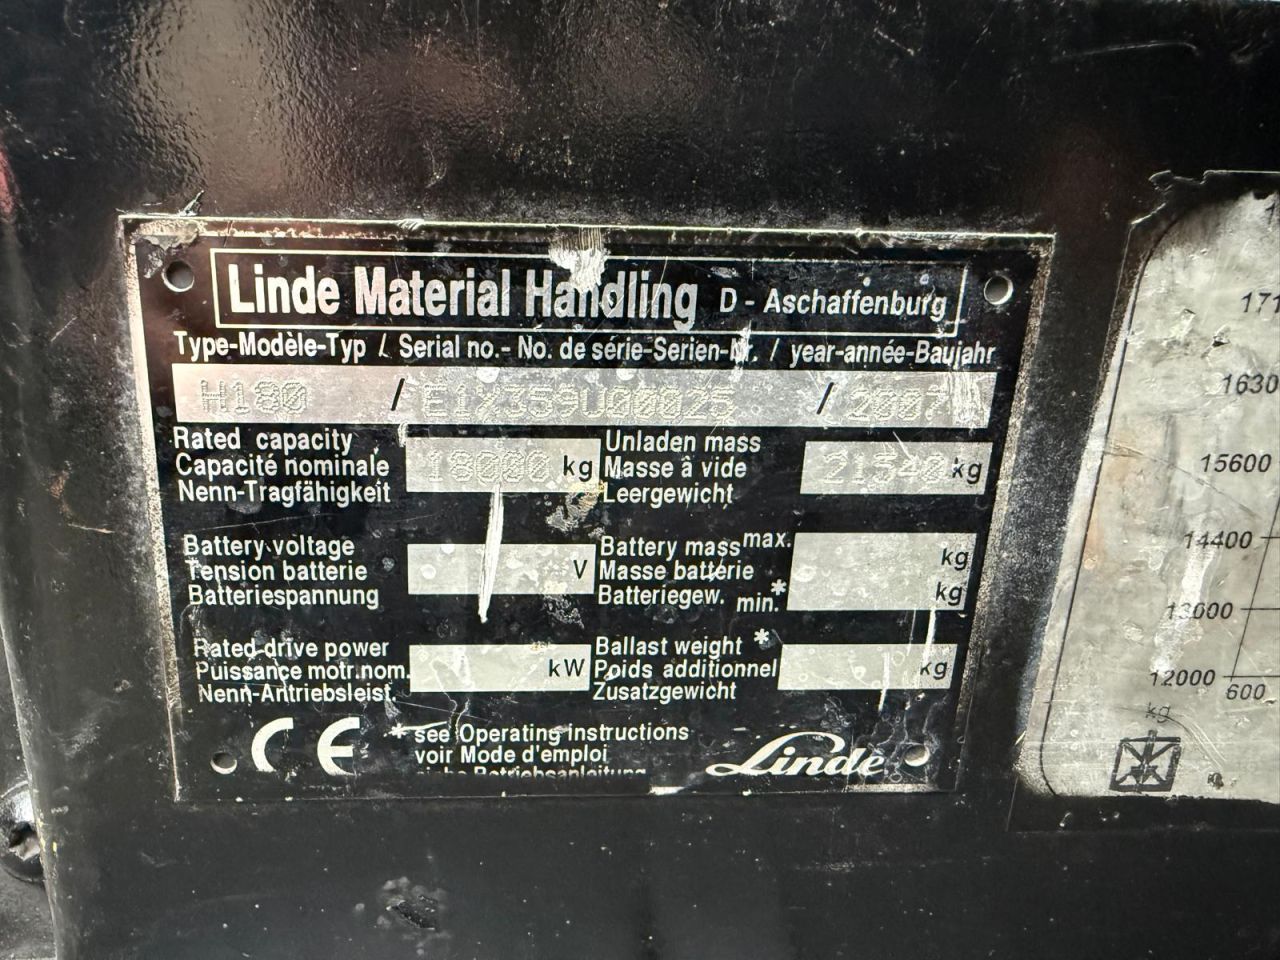 Linde Material Handling D - Aschaffenburg
Type-Modèle-Typ / Serial no.- No. de série-Serien-Nr. / year-année-Baujahr
H180 / E1X359U00025 / 2007
Rated capacity
Capacité nominale
Nenn-Tragfähigkeit
18000 kg
Unladen mass
Masse à vide
Leergewicht
21540 kg
Battery voltage
Tension batterie
Batteriespannung
V
Battery mass max.
Masse batterie
Batteriegew. min.*
kg
kg
Rated drive power
Puissance motr.nom.
Nenn-Antriebsleist.
kW
Ballast weight *
Poids additionnel
Zusatzgewicht
kg
CE
* see Operating instructions
voir Mode d'emploi
siehe Betriebsanleitung
Linde
1630
15600
14400
13000
12000
600
kg